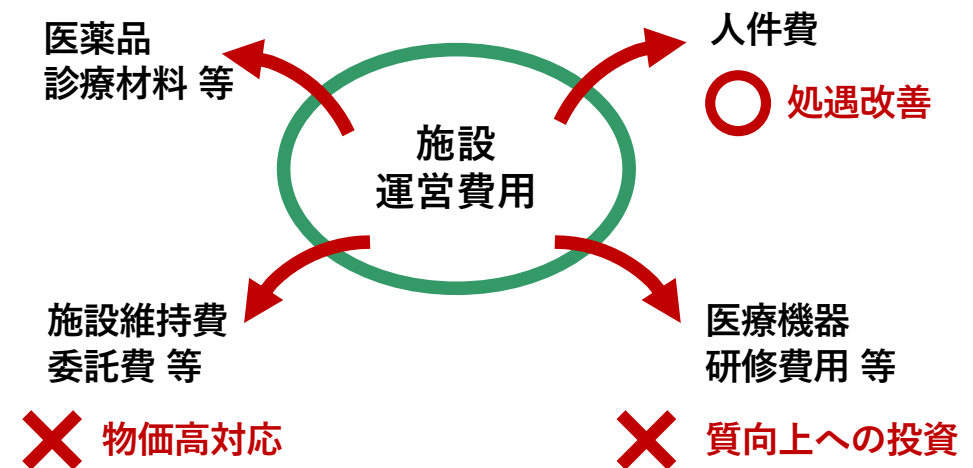 医薬品
診療材料 等
人件費
処遇改善
施設
運営費用
施設維持費
委託費 等
物価高対応
医療機器
研修費用 等
質向上への投資